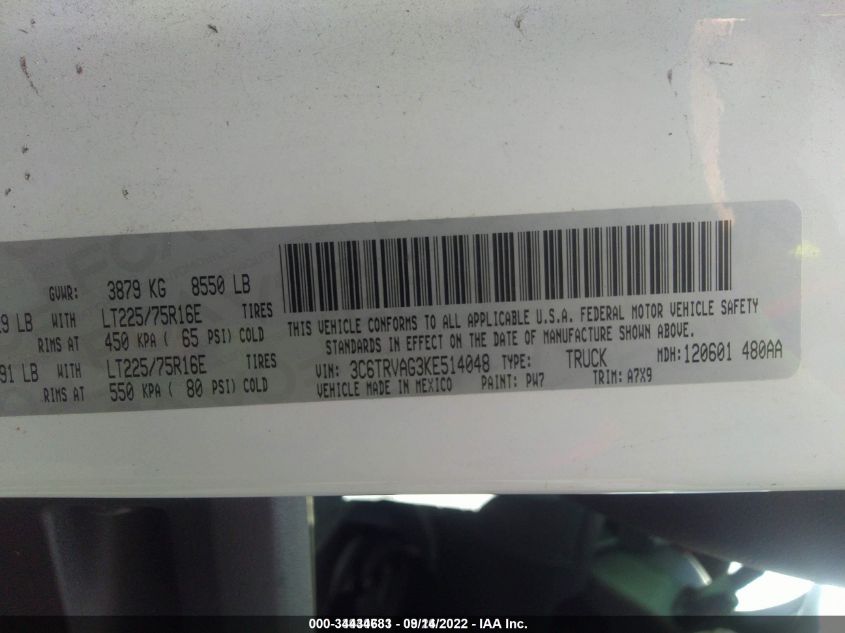 GVWR: 3879 KG 8550 LB
9 LB WITH LT225/75R16E TIRES
RIMS AT 450 KPA ( 65 PSI) COLD
91 LB WITH LT225/75R16E TIRES
RIMS AT 550 KPA ( 80 PSI) COLD
THIS VEHICLE CONFORMS TO ALL APPLICABLE U.S.A. FEDERAL MOTOR VEHICLE SAFETY
STANDARDS IN EFFECT ON THE DATE OF MANUFACTURE SHOWN ABOVE.
VIN: 3C6TRVAG3KE514048 TYPE: TRUCK MDH: 120601 480AA
VEHICLE MADE IN MEXICO PAINT: PW7 TRIM: A7X9
- IAA Inc.